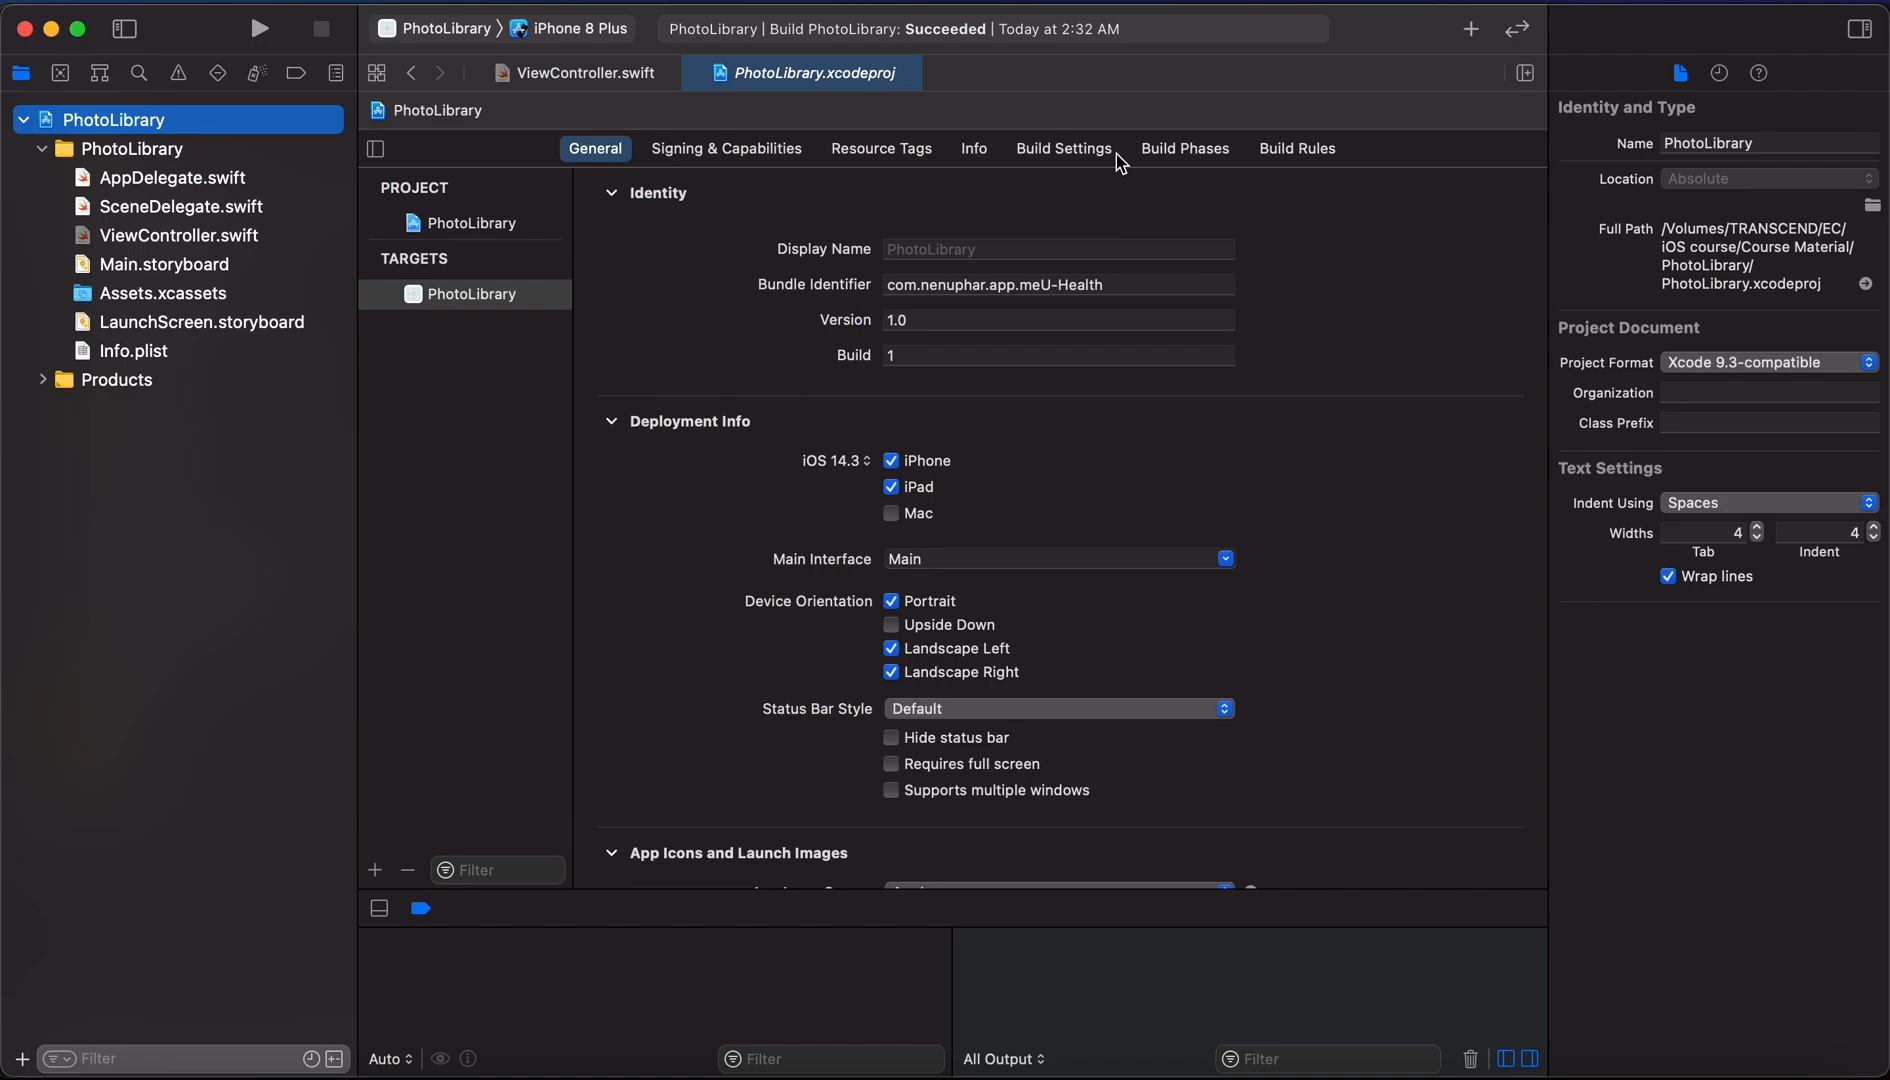 PhotoLibrary
iPhone 8 Plus
PhotoLibrary | Build PhotoLibrary: Succeeded | Today at 2:32 AM
ViewController.swift
PhotoLibrary.xcodeproj
PhotoLibrary
PhotoLibrary
AppDelegate.swift
SceneDelegate.swift
ViewController.swift
Main.storyboard
Assets.xcassets
LaunchScreen.storyboard
Info.plist
Products
Filter
PhotoLibrary
General
Signing & Capabilities
Resource Tags
Info
Build Settings
Build Phases
Build Rules
PROJECT
PhotoLibrary
TARGETS
PhotoLibrary
Filter
Identity
Display Name PhotoLibrary
Bundle Identifier com.nenuphar.app.meU-Health
Version 1.0
Build 1
Deployment Info
iOS 14.3 iPhone
iPad
Mac
Main Interface Main
Device Orientation Portrait
Upside Down
Landscape Left
Landscape Right
Status Bar Style Default
Hide status bar
Requires full screen
Supports multiple windows
App Icons and Launch Images
Auto
Filter
All Output
Filter
Identity and Type
Name PhotoLibrary
Location Absolute
Full Path /Volumes/TRANSCEND/EC/
iOS course/Course Material/
PhotoLibrary/
PhotoLibrary.xcodeproj
Project Document
Project Format Xcode 9.3-compatible
Organization
Class Prefix
Text Settings
Indent Using Spaces
Widths 4 4
Tab Indent
Wrap lines